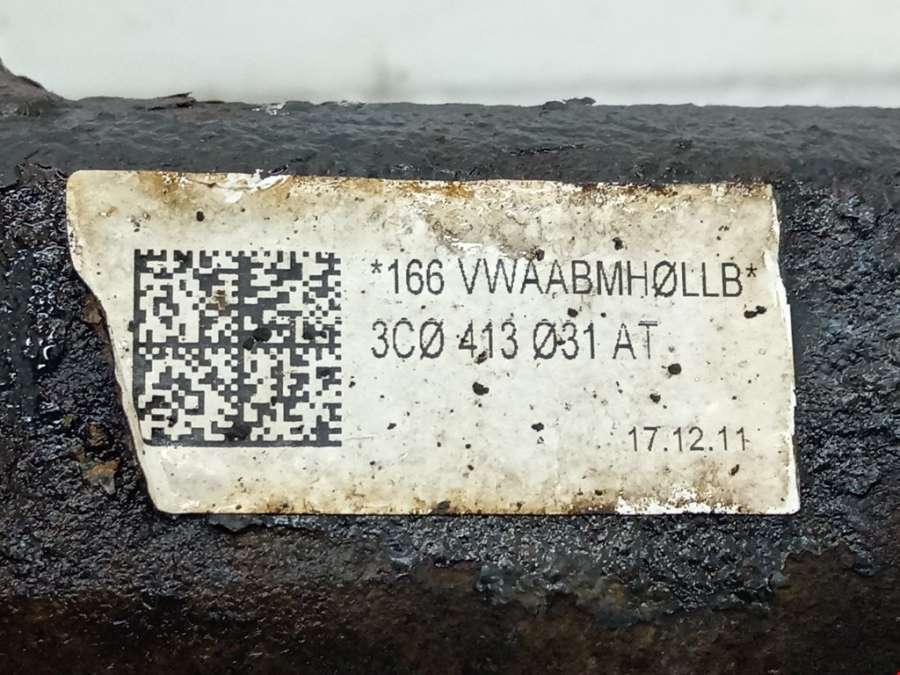 *166 VWAABMHØLLB*
3CØ 413 Ø31 AT
17.12.11